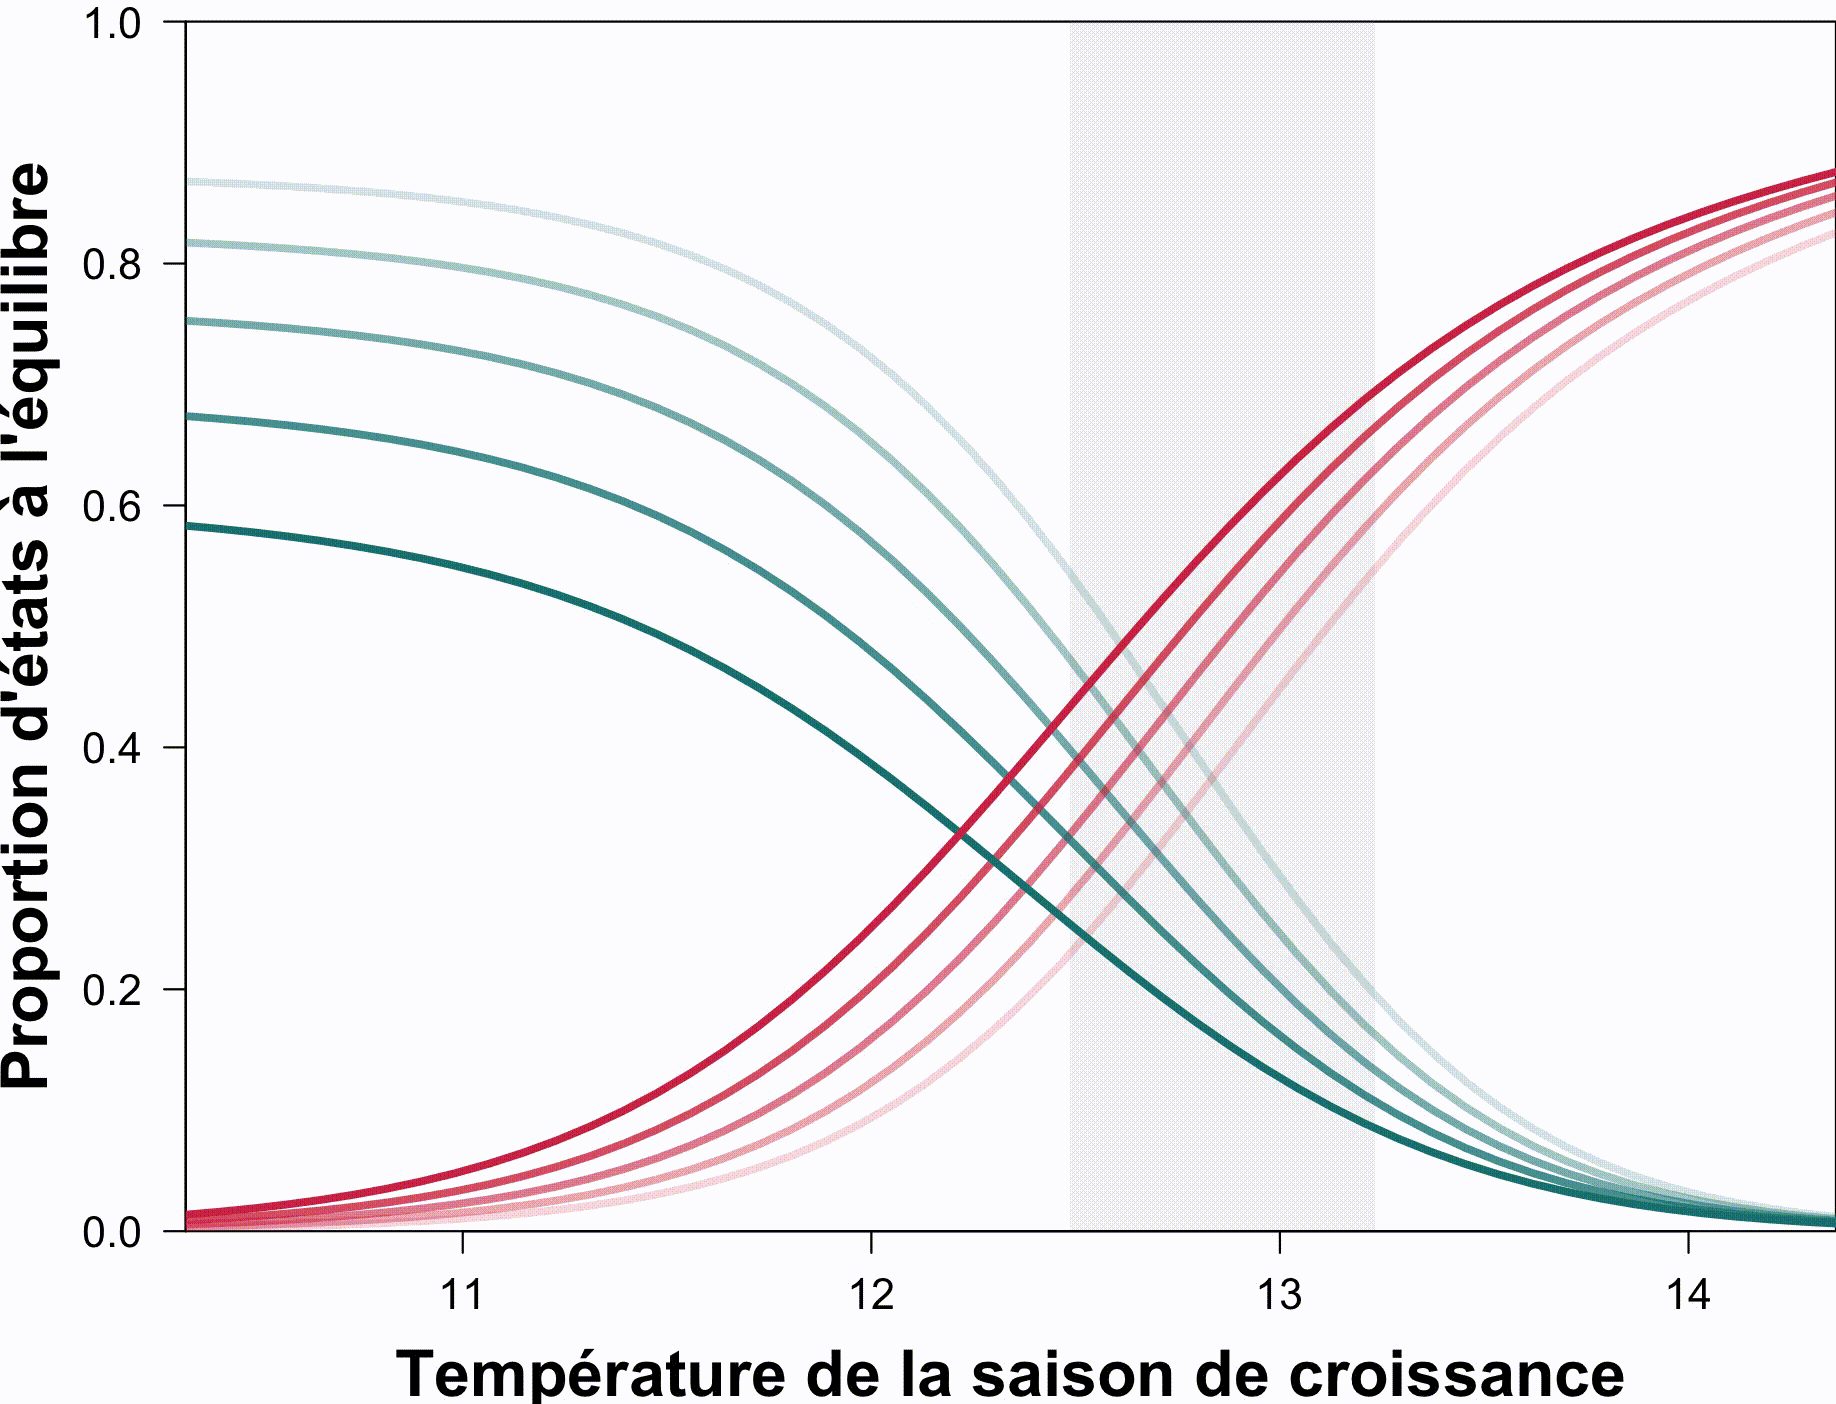 Proportion d'états à l'équilibre
1.0
0.8
0.6
0.4
0.2
0.0
11 12 13 14
Température de la saison de croissance